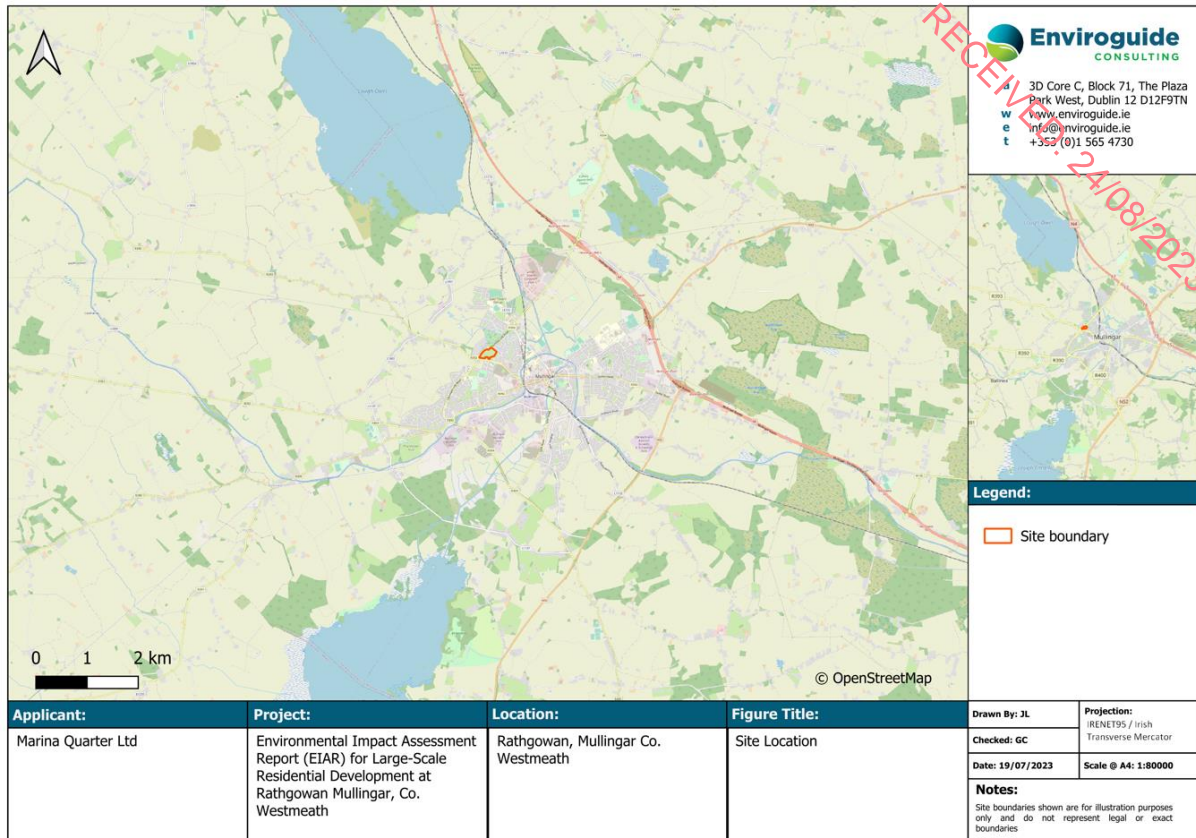 Enviroguide
CONSULTING
a 3D Core C, Block 71, The Plaza
Park West, Dublin 12 D12F9TN
w www.enviroguide.ie
e info@enviroguide.ie
t +353 (0)1 565 4730
RECEIVED: 24/08/2023
Mullingar
Mullingar
0 1 2 km
© OpenStreetMap
Legend:
Site boundary
Applicant:
Marina Quarter Ltd
Project:
Environmental Impact Assessment
Report (EIAR) for Large-Scale
Residential Development at
Rathgowan Mullingar, Co.
Westmeath
Location:
Rathgowan, Mullingar Co.
Westmeath
Figure Title:
Site Location
Drawn By: JL
Checked: GC
Date: 19/07/2023
Projection:
IRENET95 / Irish
Transverse Mercator
Scale @ A4: 1:80000
Notes:
Site boundaries shown are for illustration purposes
only and do not represent legal or exact
boundaries